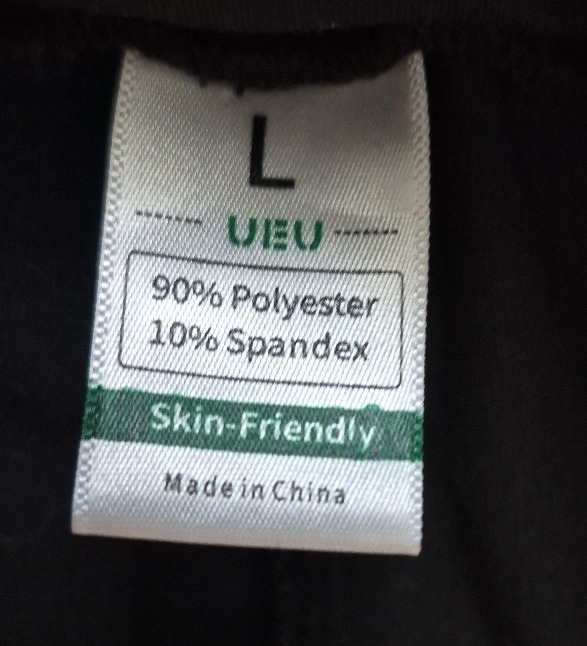 L
UEU
90% Polyester
10% Spandex
Skin-Friendly
Made in China